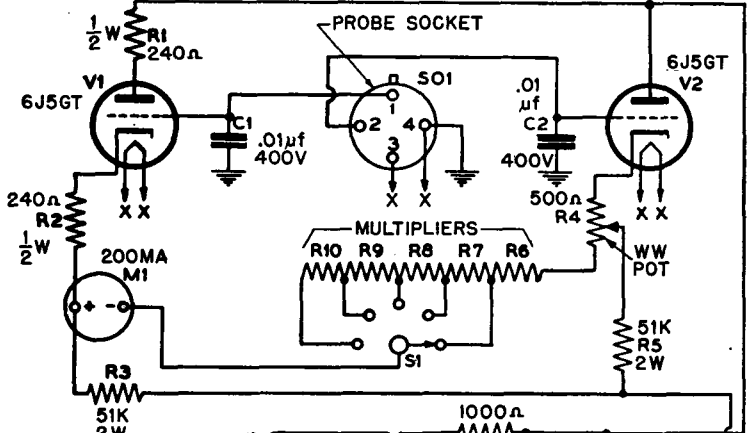 1/2 W R1 240Ω
PROBE SOCKET
V1
6J5GT
SO1
6J5GT
V2
.01
μf
C2
400V
1
2
4
3
C1
.01μf
400V
X X
X X
X X
240Ω
R2
1/2 W
500Ω
R4
MULTIPLIERS
R10 R9 R8 R7 R6
WW
POT
200MA
M1
+ -
S1
51K
R5
2W
R3
51K
2W
1000Ω